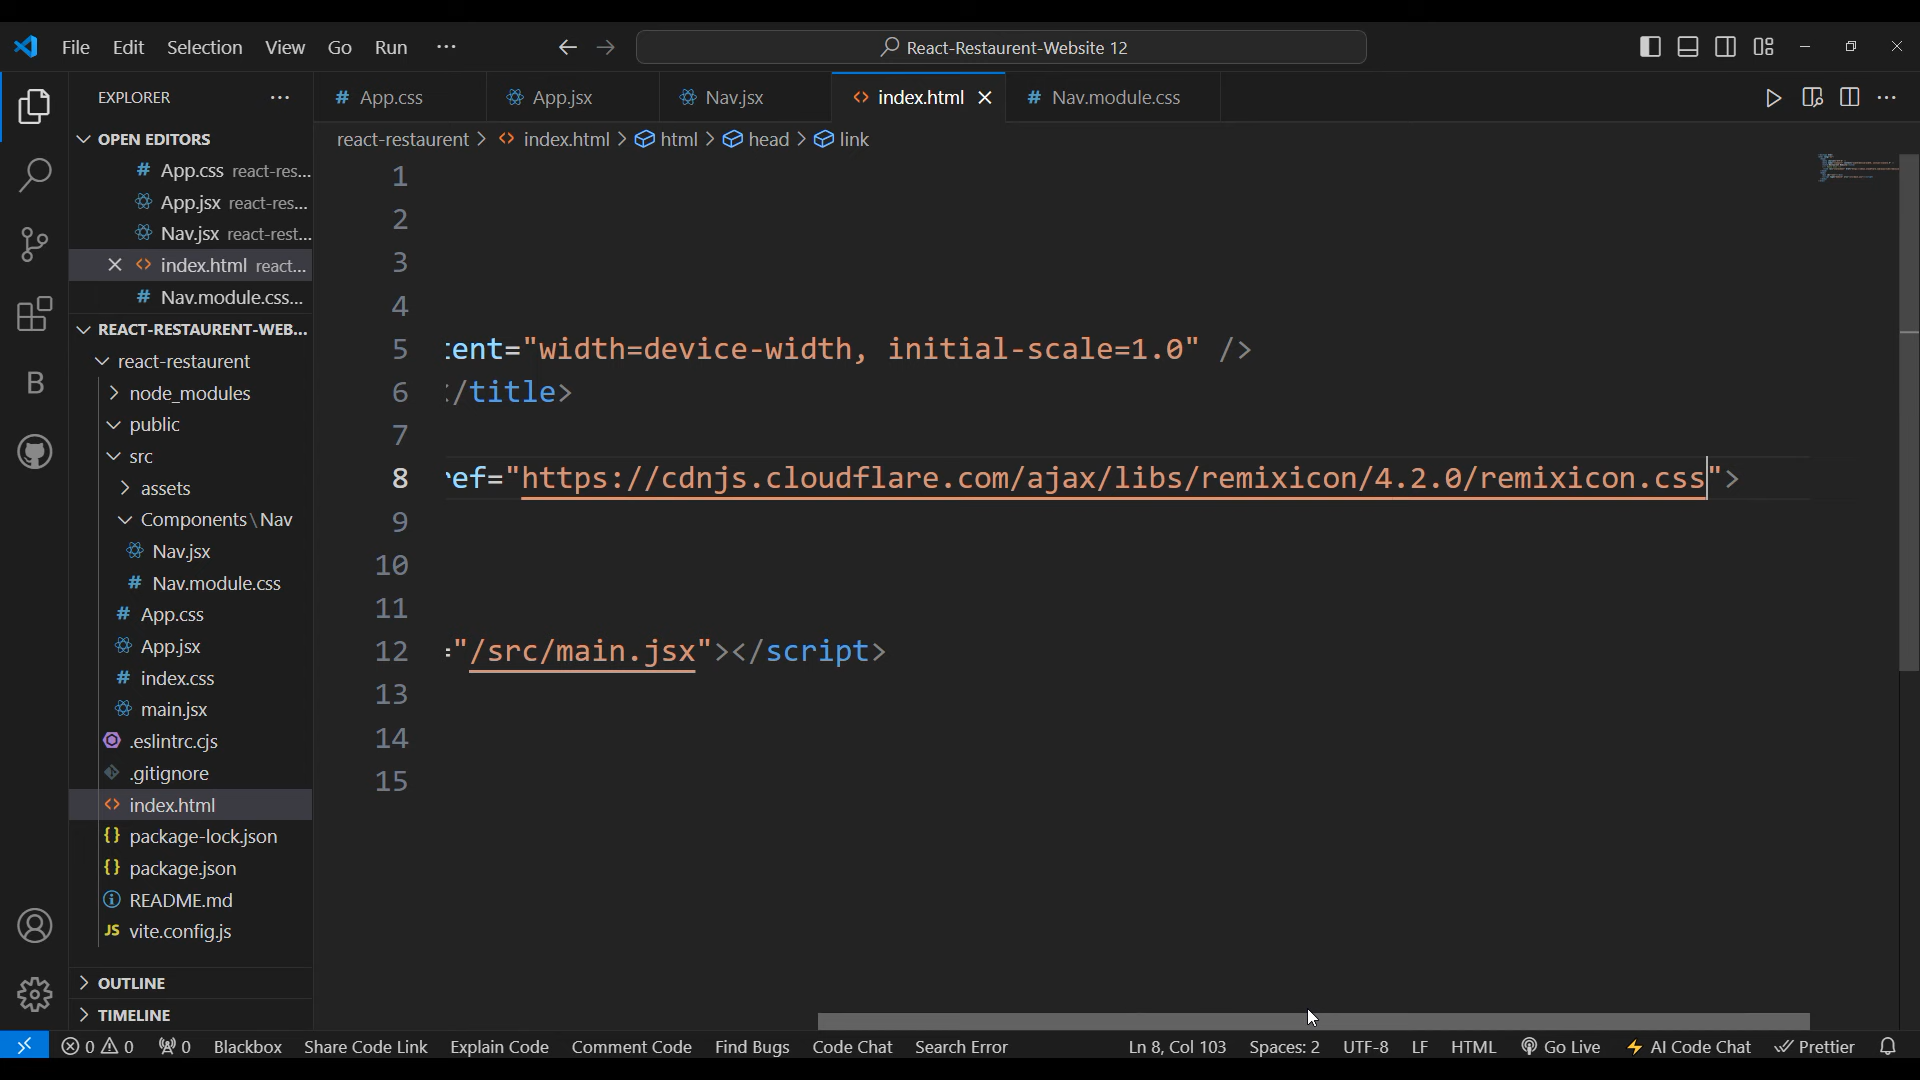 File Edit Selection View Go Run ···
React-Restaurent-Website 12
EXPLORER ···
OPEN EDITORS
# App.css react-res...
App.jsx react-res...
Nav.jsx react-rest...
<> index.html react...
# Nav.module.css...
REACT-RESTAURENT-WEB...
react-restaurent
node_modules
public
src
assets
Components\Nav
Nav.jsx
# Nav.module.css
# App.css
App.jsx
# index.css
main.jsx
.eslintrc.cjs
.gitignore
<> index.html
{} package-lock.json
{} package.json
README.md
JS vite.config.js
OUTLINE
TIMELINE
# App.css
App.jsx
Nav.jsx
<> index.html
# Nav.module.css
react-restaurent > <> index.html > html > head > link
1
2
3
4
5 tent="width=device-width, initial-scale=1.0" />
6 </title>
7
8 ref="https://cdnjs.cloudflare.com/ajax/libs/remixicon/4.2.0/remixicon.css">
9
10
11
12 ="/src/main.jsx"></script>
13
14
15
0 0 0 Blackbox Share Code Link Explain Code Comment Code Find Bugs Code Chat Search Error Ln 8, Col 103 Spaces: 2 UTF-8 LF HTML Go Live AI Code Chat Prettier